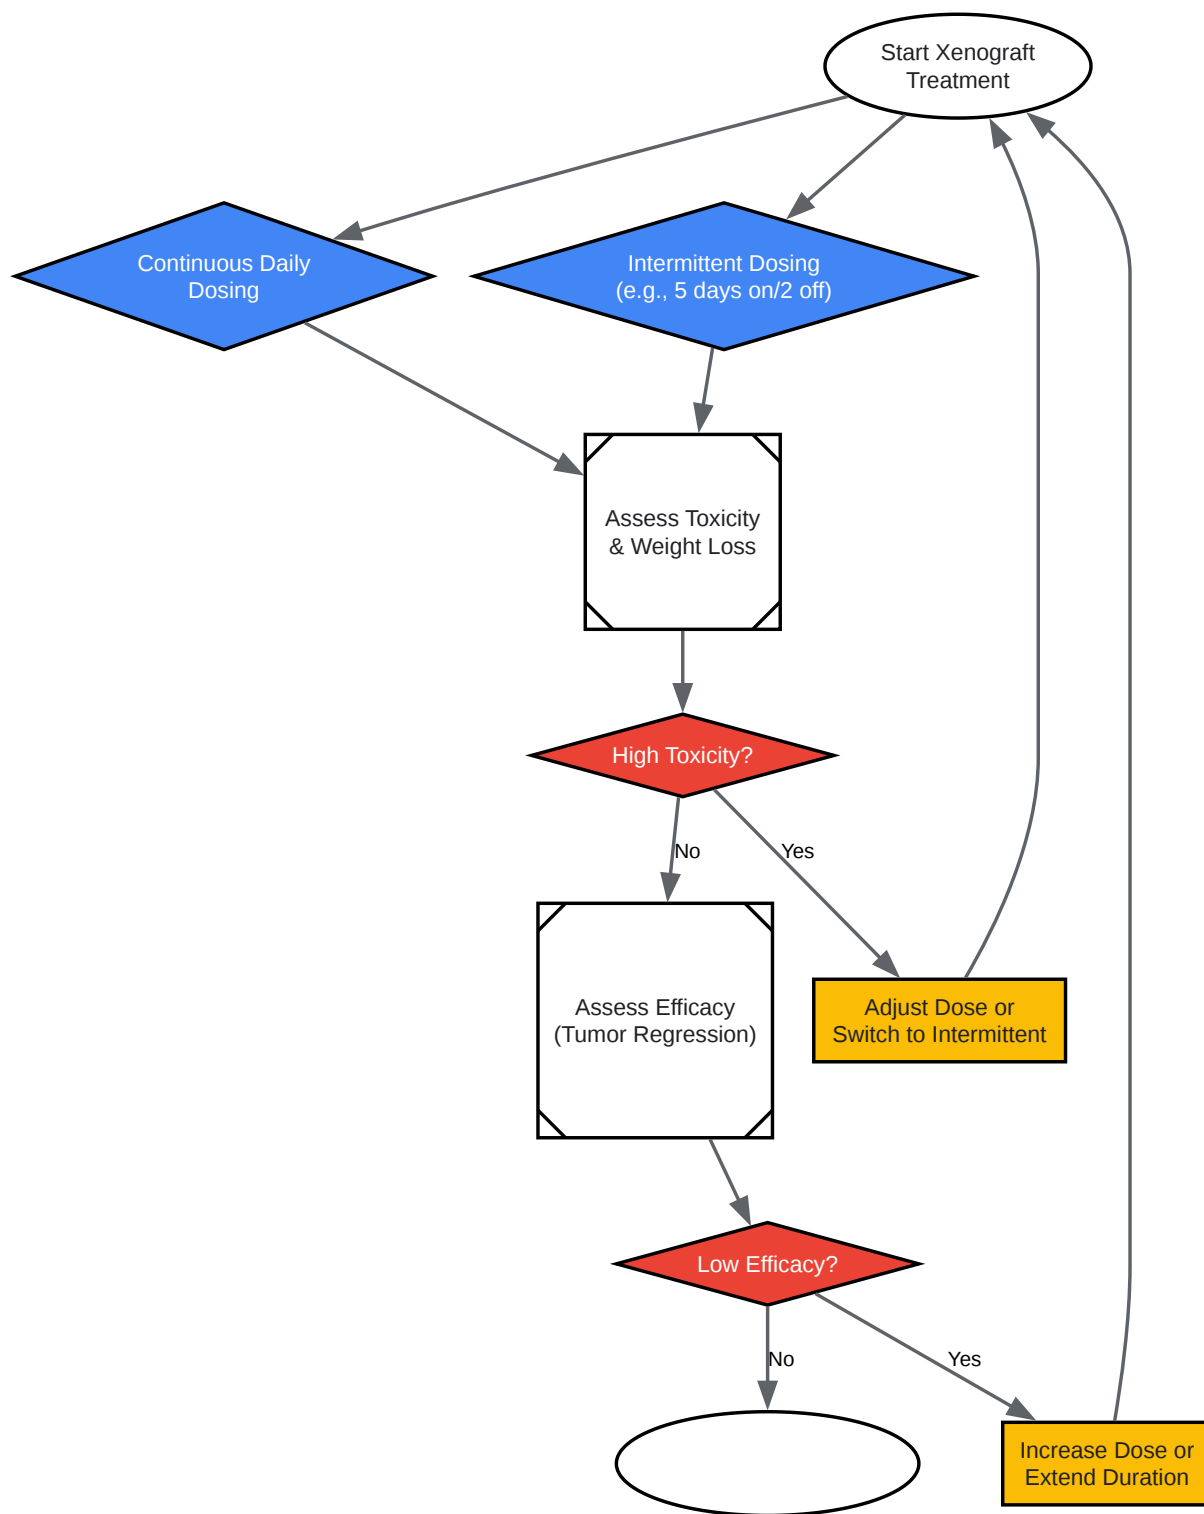 Start Xenograft
Treatment
Continuous Daily
Dosing
Intermittent Dosing
(e.g., 5 days on/2 off)
Assess Toxicity
& Weight Loss
High Toxicity?
No
Yes
Assess Efficacy
(Tumor Regression)
Adjust Dose or
Switch to Intermittent
Low Efficacy?
No
Yes
Increase Dose or
Extend Duration